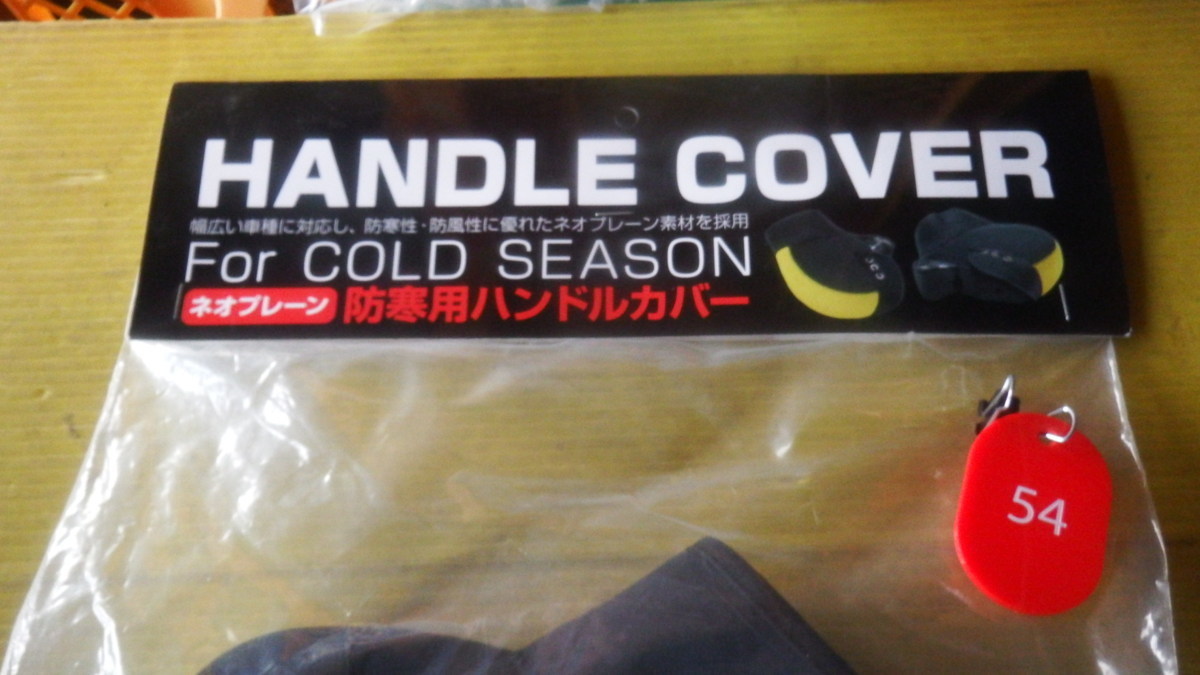 HANDLE COVER
幅広い車種に対応し、防寒性・防風性に優れたネオプレーン素材を採用
For COLD SEASON
ネオプレーン 防寒用ハンドルカバー
54